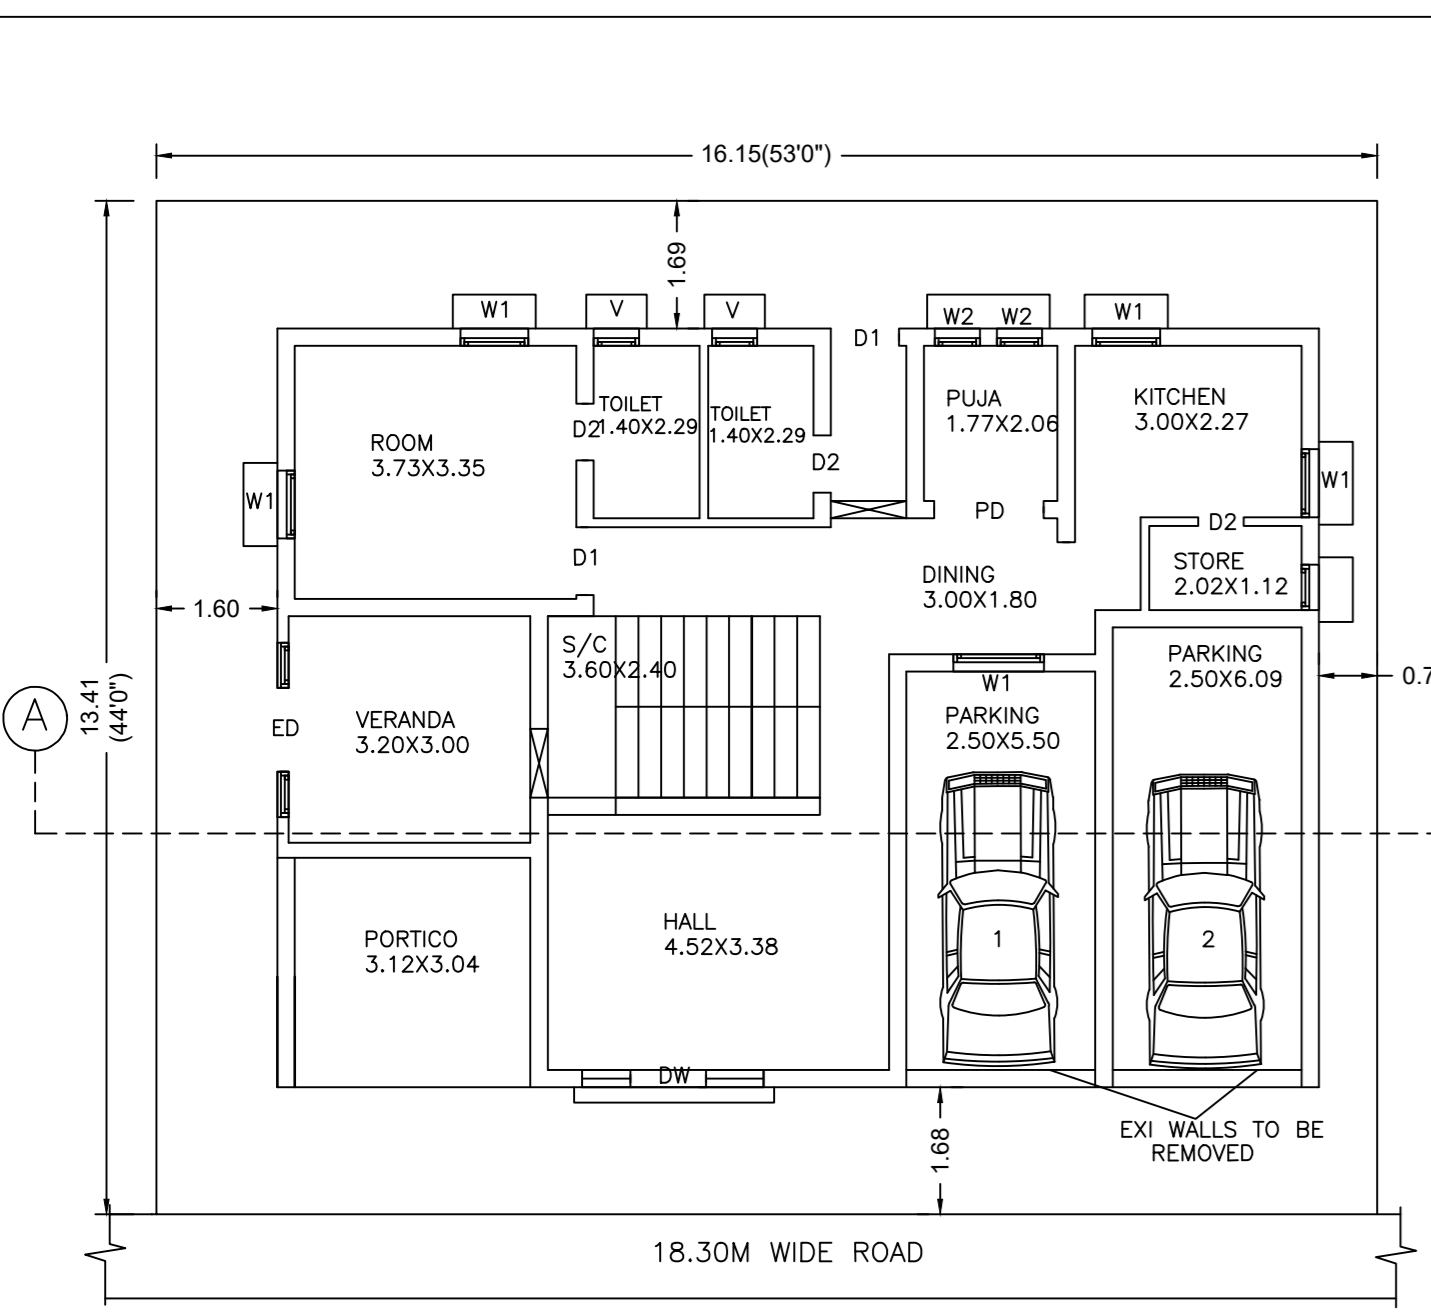 16.15(53'0")
1.69
W1
V
V
W2
W2
W1
D1
TOILET
1.40X2.29
TOILET
1.40X2.29
PUJA
1.77X2.06
KITCHEN
3.00X2.27
D2
ROOM
3.73X3.35
D2
W1
W1
PD
D2
D1
STORE
2.02X1.12
DINING
3.00X1.80
1.60
S/C
3.60X2.40
PARKING
2.50X6.09
W1
0.7
13.41
(44'0")
A
ED
VERANDA
3.20X3.00
PARKING
2.50X5.50
HALL
4.52X3.38
PORTICO
3.12X3.04
1
2
DW
1.68
EXI WALLS TO BE
REMOVED
18.30M WIDE ROAD